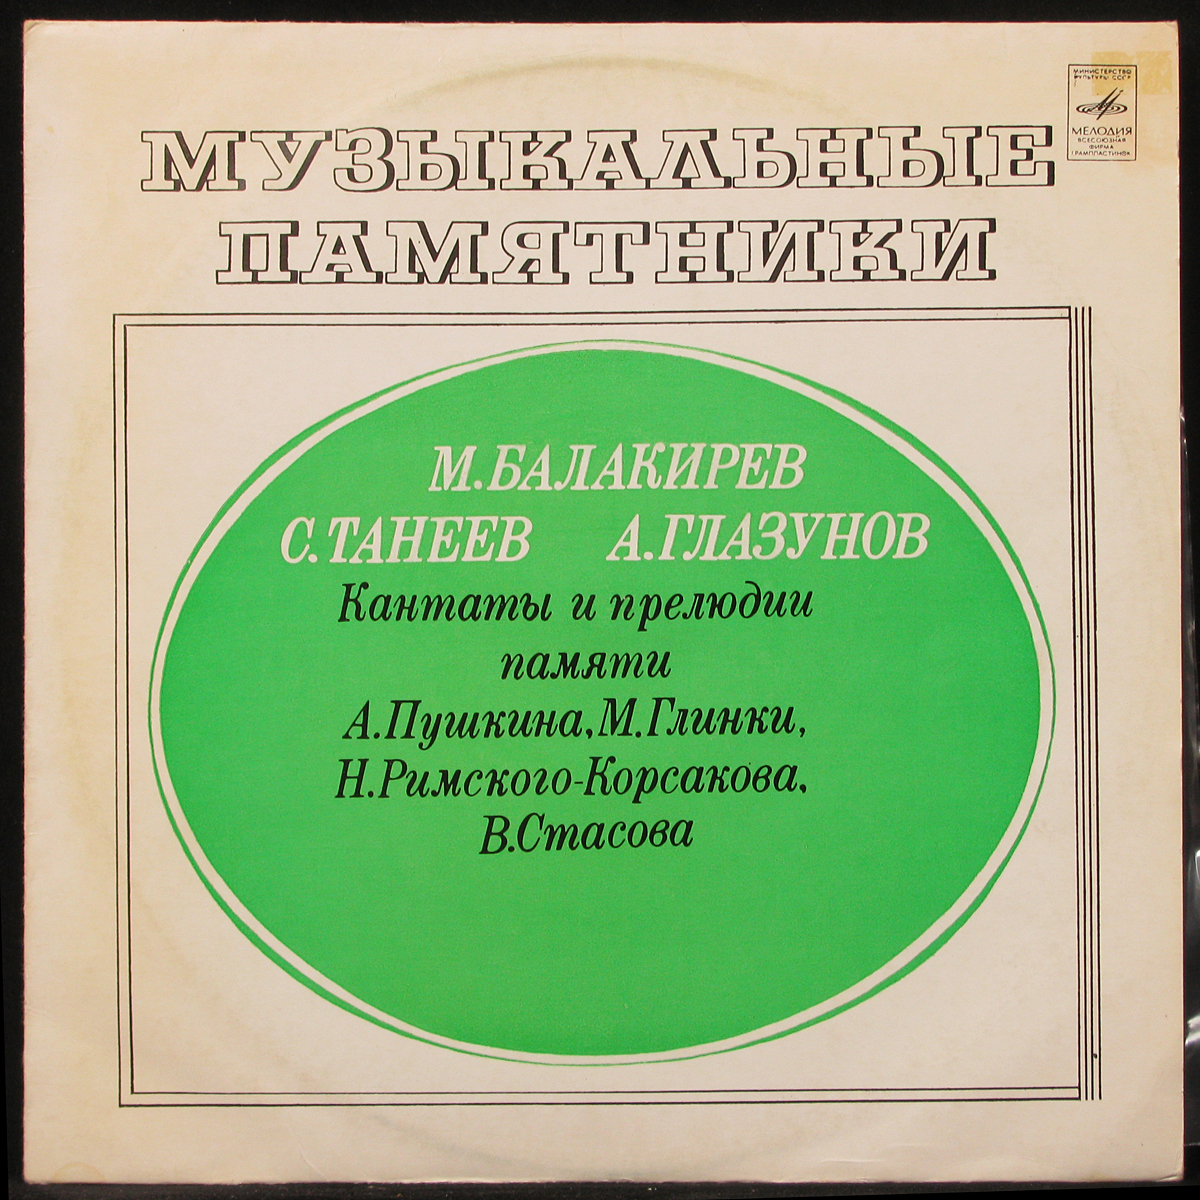 МИНИСТЕРСТВО
КУЛЬТУРЫ СССР
МЕЛОДИЯ
ВСЕСОЮЗНАЯ
ФИРМА
ГРАМПЛАСТИНОК
МУЗЫКАЛЬНЫЕ
ПАМЯТНИКИ
М.БАЛАКИРЕВ
С.ТАНЕЕВ А.ГЛАЗУНОВ
Кантаты и прелюдии
памяти
А.Пушкина, М.Глинки,
Н.Римского-Корсакова,
В.Стасова